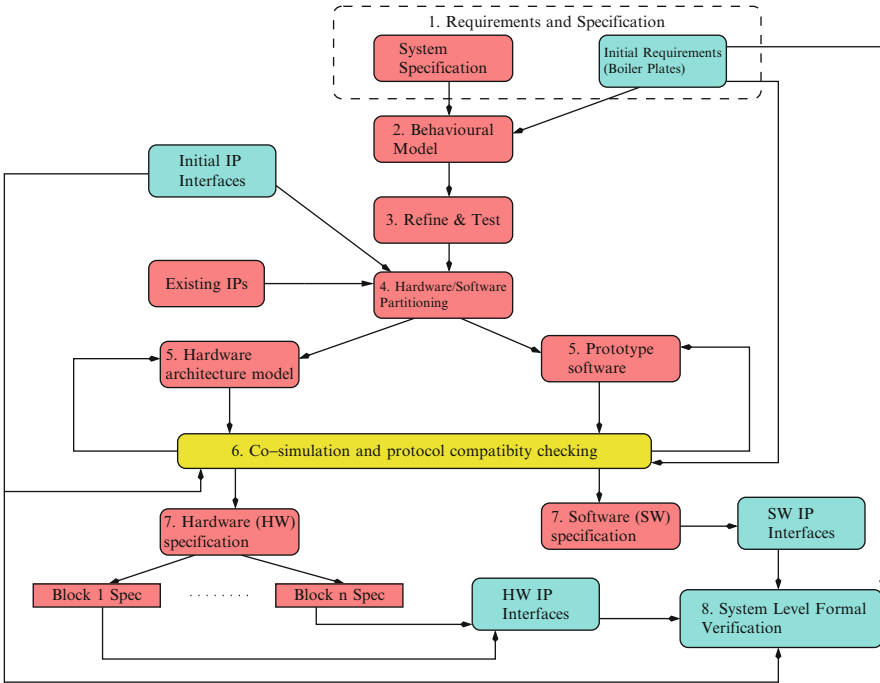 1. Requirements and Specification
System
Specification
Initial Requirements
(Boiler Plates)
2. Behavioural
Model
Initial IP
Interfaces
3. Refine & Test
Existing IPs
4. Hardware/Software
Partitioning
5. Hardware
architecture model
5. Prototype
software
6. Co–simulation and protocol compatibity checking
7. Hardware (HW)
specification
7. Software (SW)
specification
SW IP
Interfaces
Block 1 Spec
. . . . . . . .
Block n Spec
HW IP
Interfaces
8. System Level Formal
Verification